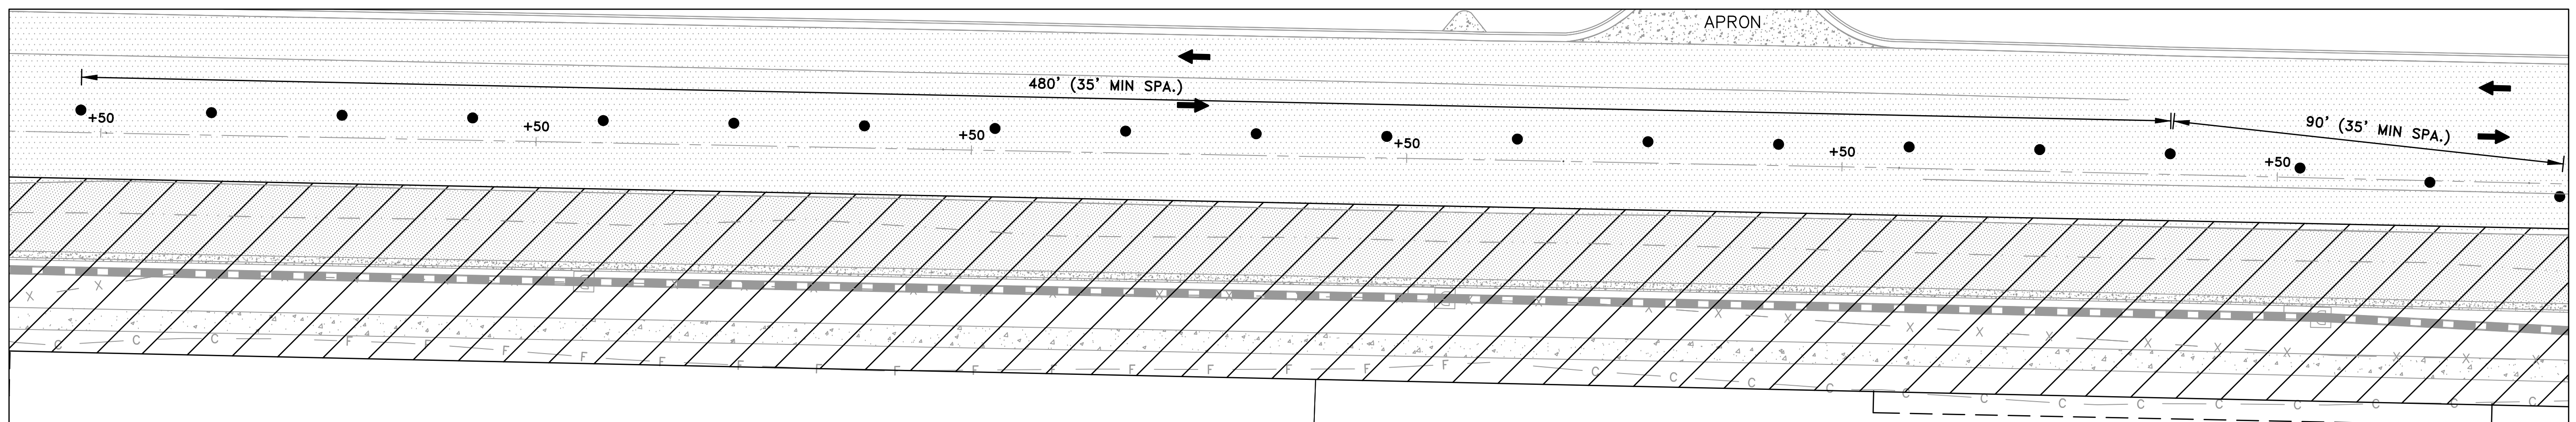 APRON
480' (35' MIN SPA.)
90' (35' MIN SPA.)
+50
+50
+50
+50
+50
+50
X X X X X X X X X X X X X X X X X X X
C C C F F F F F F F F F F F F F F F C C C C C C C C C C C C C